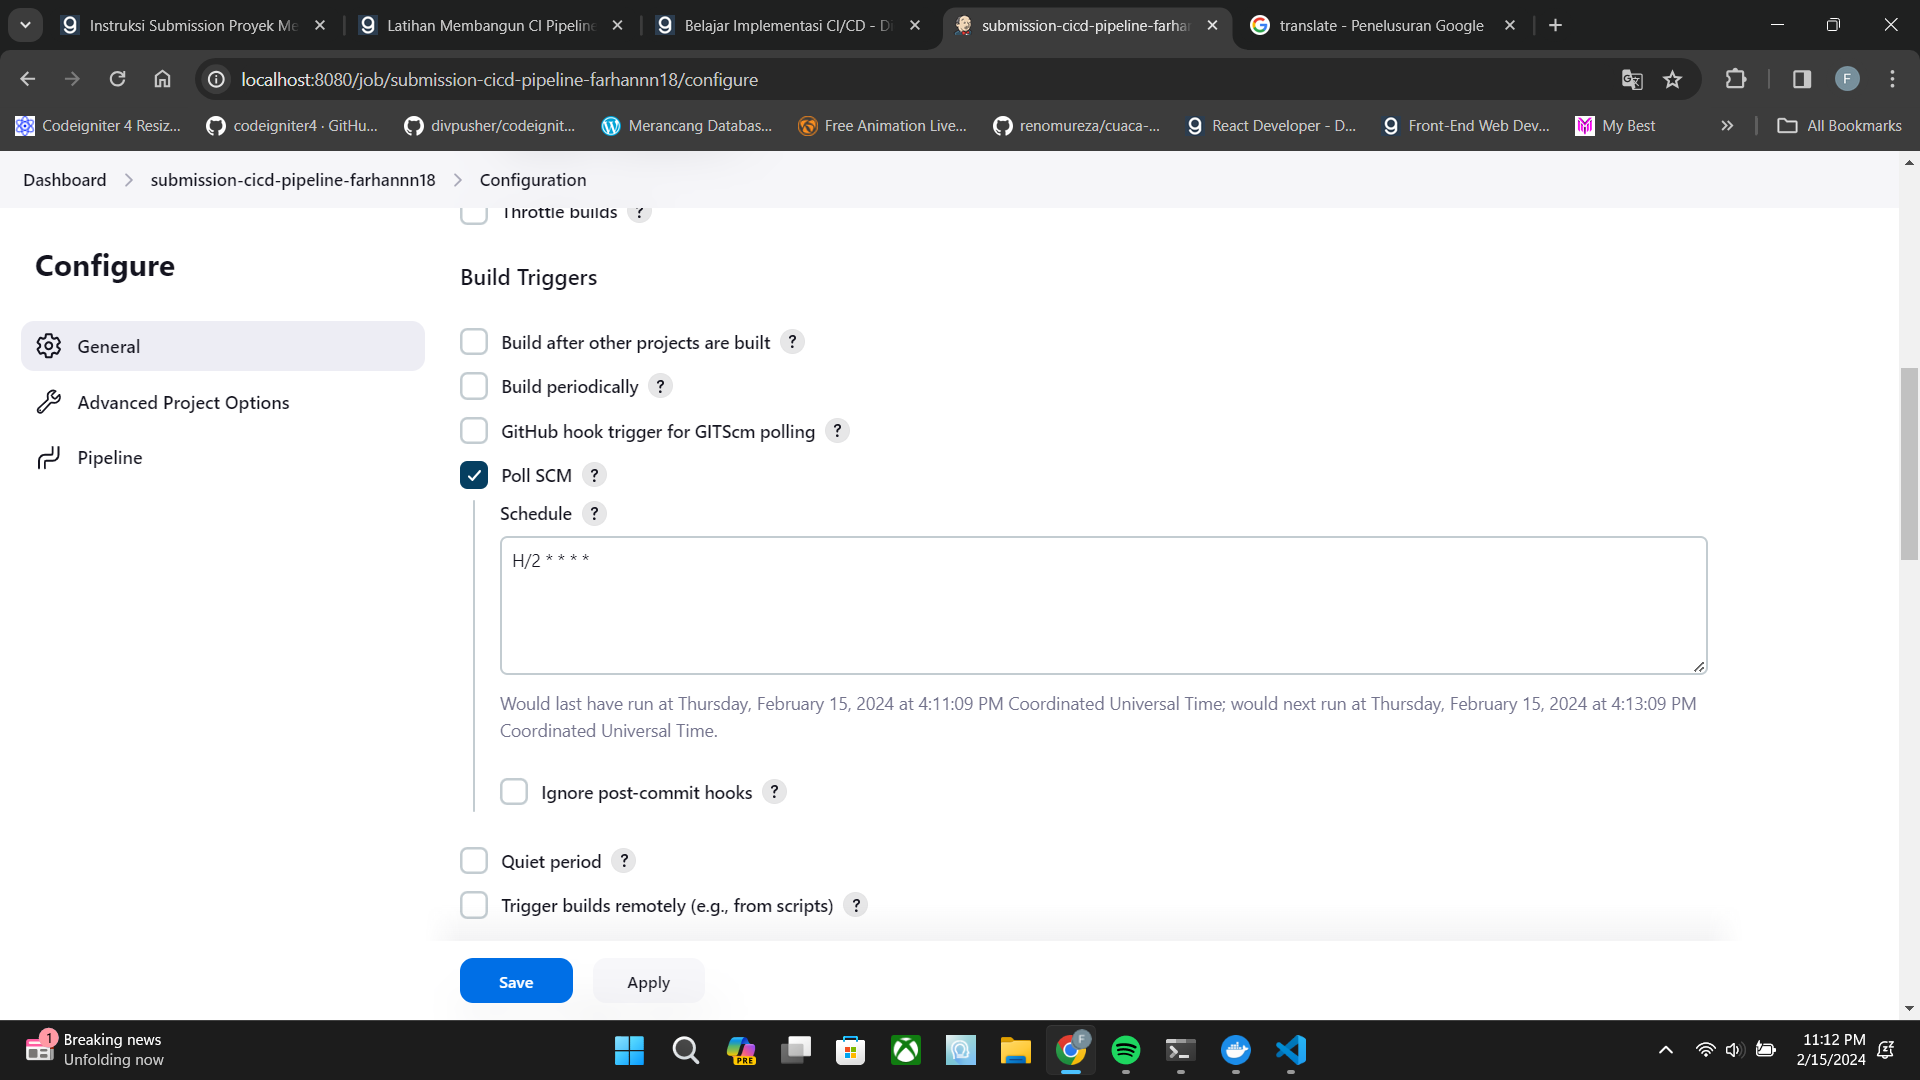 Instruksi Submission Proyek Me
Latihan Membangun CI Pipeline
Belajar Implementasi CI/CD - Di
submission-cicd-pipeline-farhan
translate - Penelusuran Google
localhost:8080/job/submission-cicd-pipeline-farhannn18/configure
F
Codeigniter 4 Resiz...
codeigniter4 · GitHu...
divpusher/codeignit...
Merancang Databas...
Free Animation Live...
renomureza/cuaca-...
React Developer - D...
Front-End Web Dev...
My Best
All Bookmarks
Dashboard
submission-cicd-pipeline-farhannn18
Configuration
Throttle builds ?
Configure
General
Advanced Project Options
Pipeline
Build Triggers
Build after other projects are built ?
Build periodically ?
GitHub hook trigger for GITScm polling ?
Poll SCM ?
Schedule ?
H/2 * * * *
Would last have run at Thursday, February 15, 2024 at 4:11:09 PM Coordinated Universal Time; would next run at Thursday, February 15, 2024 at 4:13:09 PM
Coordinated Universal Time.
Ignore post-commit hooks ?
Quiet period ?
Trigger builds remotely (e.g., from scripts) ?
Save
Apply
1
Breaking news
Unfolding now
PRE
F
11:12 PM
2/15/2024